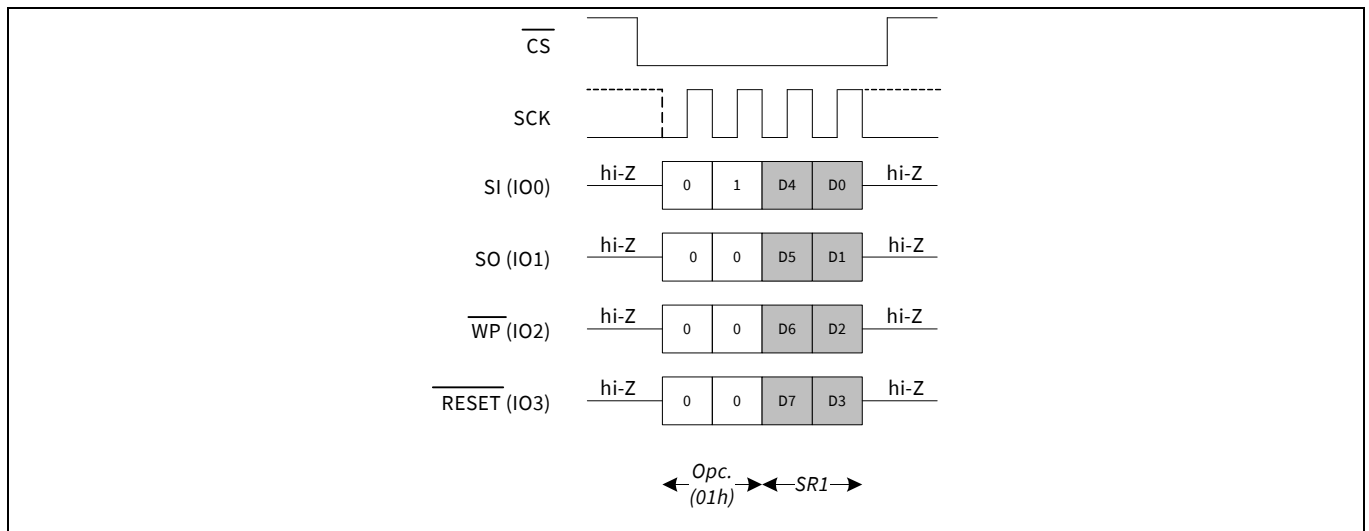 CS
SCK
hi-Z hi-Z
SI (IO0) 0 1 D4 D0
hi-Z hi-Z
SO (IO1) 0 0 D5 D1
hi-Z hi-Z
WP (IO2) 0 0 D6 D2
hi-Z hi-Z
RESET (IO3) 0 0 D7 D3
Opc.
(01h)
SR1